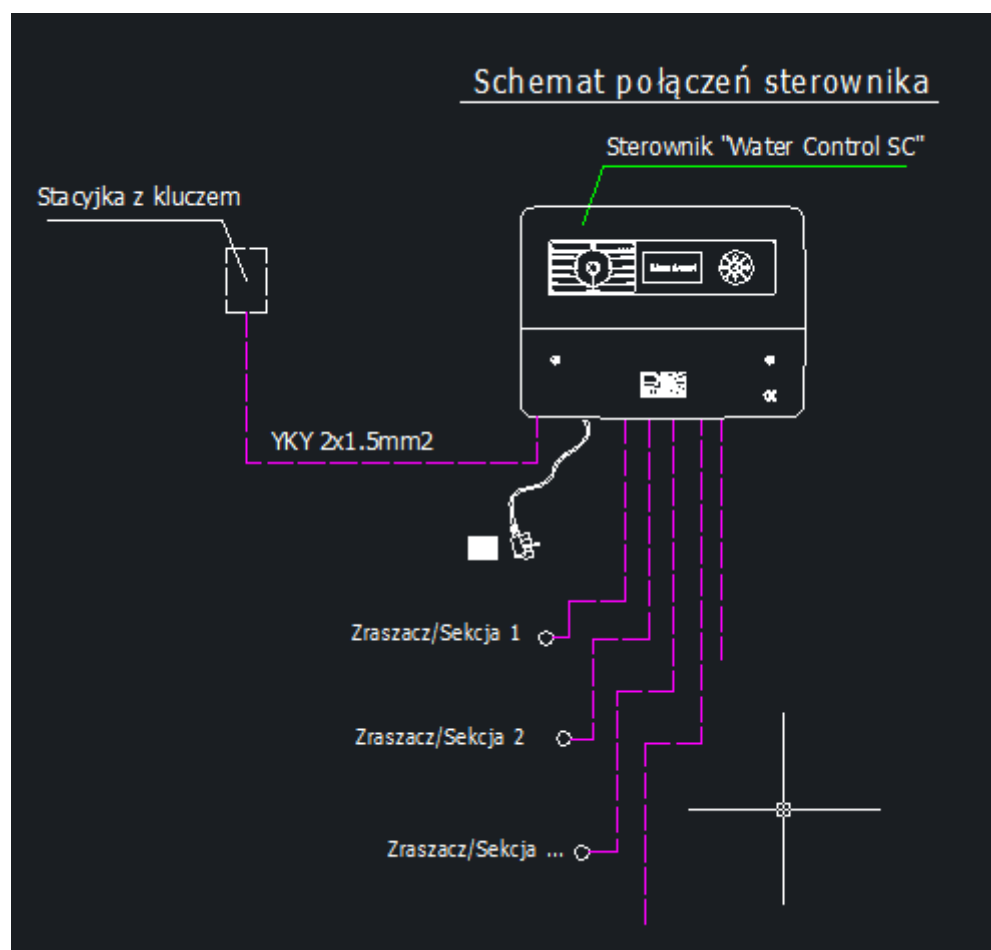 Schemat połączeń sterownika
Sterownik "Water Control SC"
Stacyjka z kluczem
YKY 2x1.5mm2
Zraszacz/Sekcja 1
Zraszacz/Sekcja 2
Zraszacz/Sekcja ...